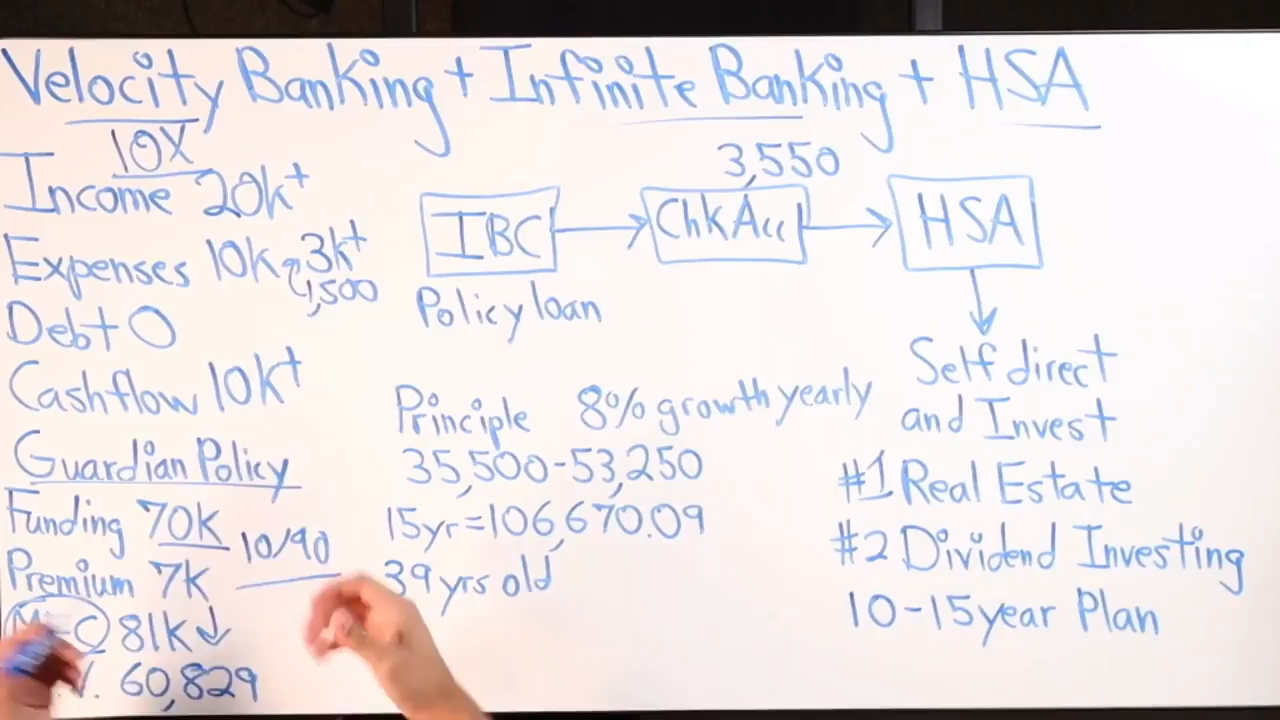 Velocity Banking + Infinite Banking + HSA
10X
Income 20k+
Expenses 10k 3k+
1,500
Debt 0
Cashflow 10k+
Guardian Policy
Funding 70K
10/90
Premium 7K
81K↓
V. 60,829
3,550
IBC → ChkAcc → HSA
Policy loan
Principle 8% growth yearly
35,500-53,250
15yr=106,670.09
39 yrs old
Self direct
and Invest
#1 Real Estate
#2 Dividend Investing
10-15 year Plan